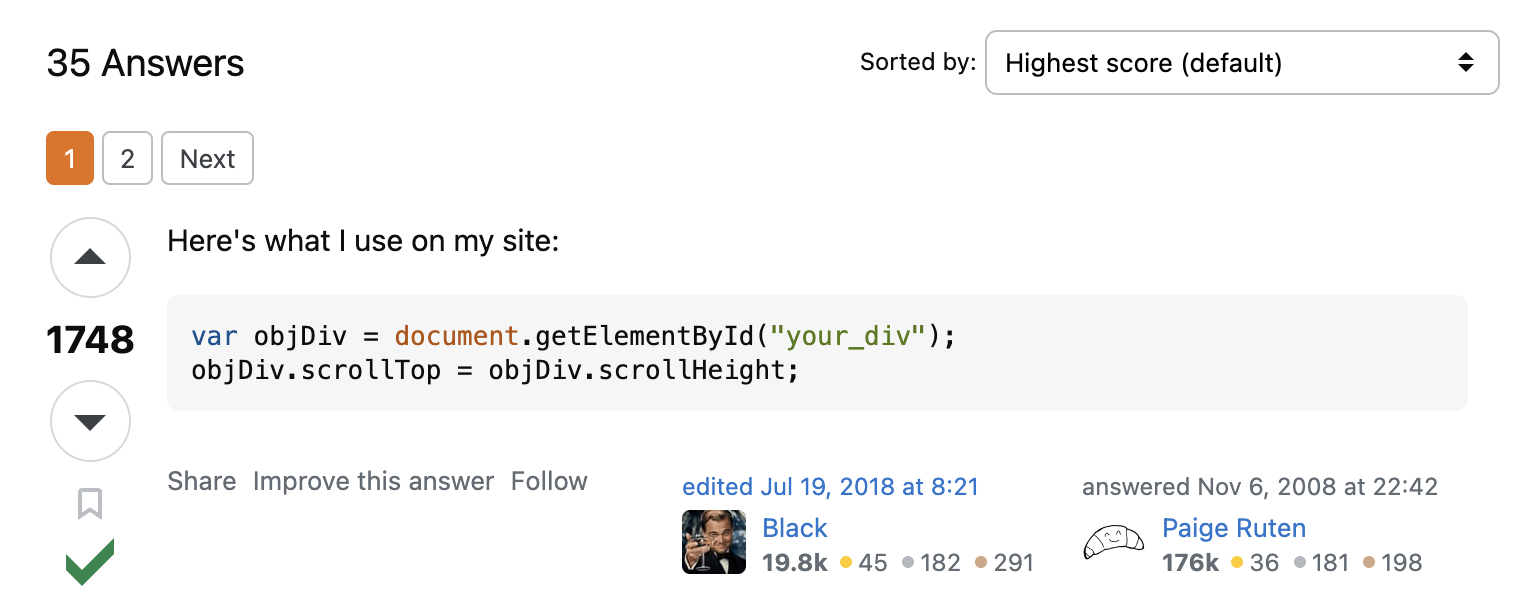 35 Answers
Sorted by: Highest score (default)
1 2 Next
Here's what I use on my site:
1748
var objDiv = document.getElementById("your_div");
objDiv.scrollTop = objDiv.scrollHeight;
Share Improve this answer Follow
edited Jul 19, 2018 at 8:21
Black
19.8k 45 182 291
answered Nov 6, 2008 at 22:42
Paige Ruten
176k 36 181 198